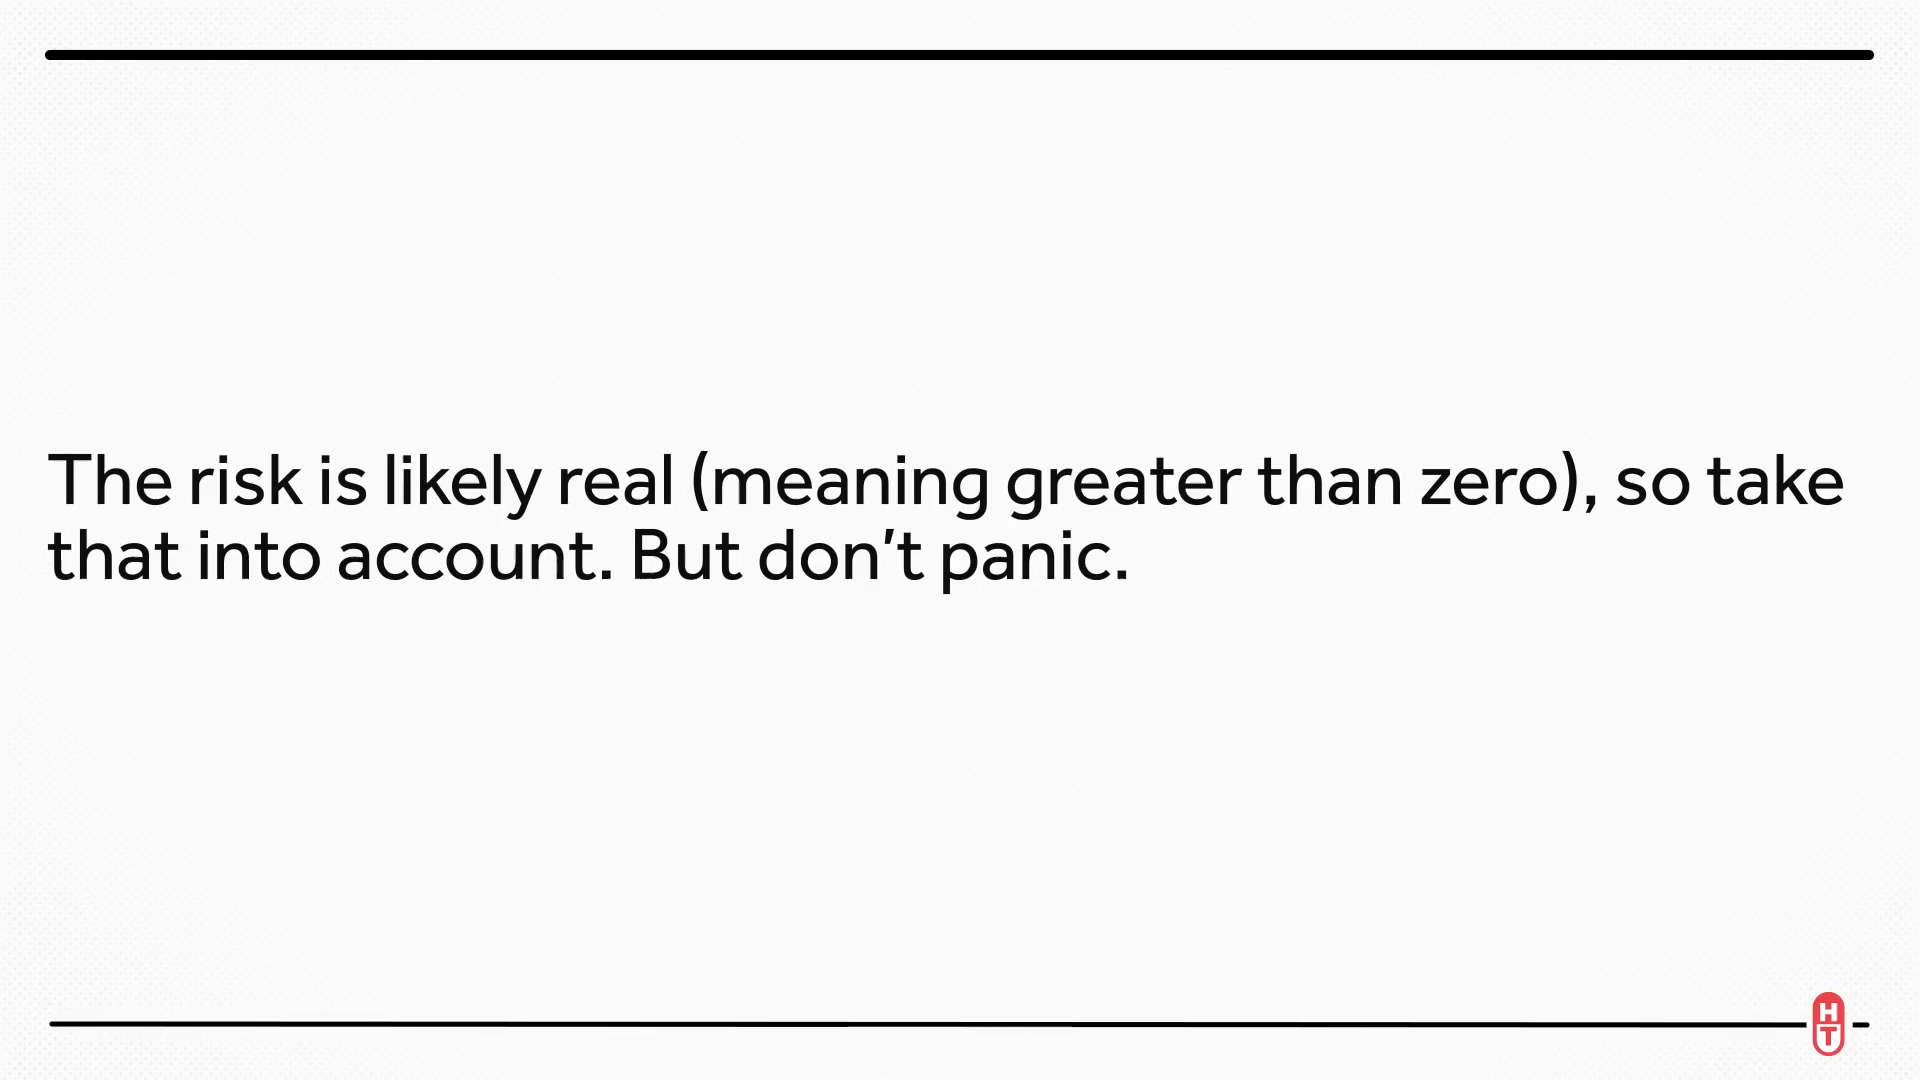 The risk is likely real (meaning greater than zero), so take
that into account. But don't panic.
H
T